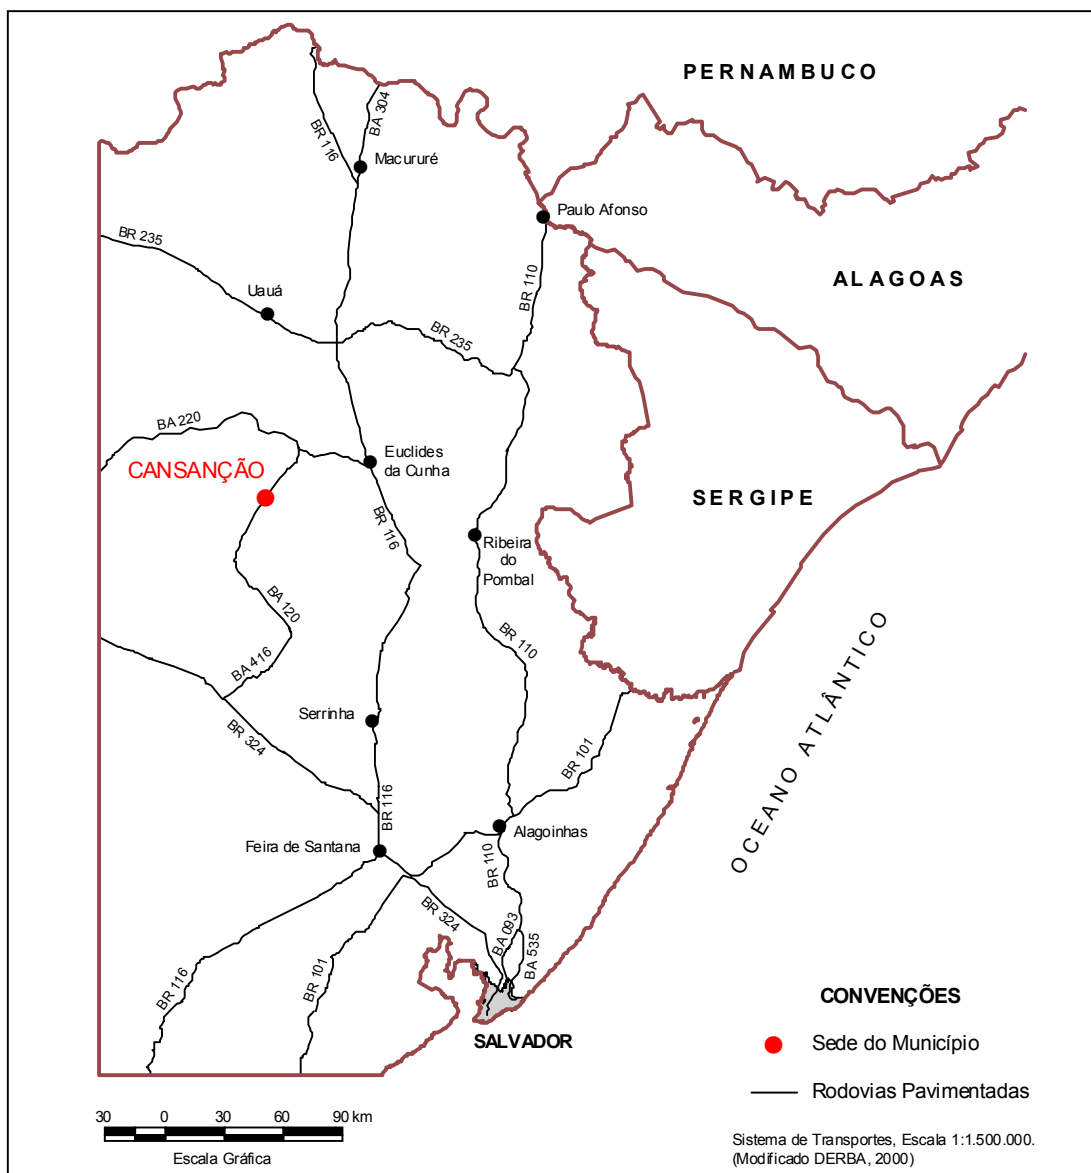 PERNAMBUCO
BR 116
BA 304
Macururé
Paulo Afonso
BR 235
BR 110
ALAGOAS
Uauá
BR 235
BA 220
Euclides
da Cunha
CANSANÇÃO
SERGIPE
BR 116
Ribeira
do
Pombal
BA 120
BR 110
BA 416
OCEANO ATLÂNTICO
Serrinha
BR 324
BR 101
BR 116
Alagoinhas
Feira de Santana
BR 110
BR 324
BA 093
BA 535
BR 116
BR 101
SALVADOR
CONVENÇÕES
Sede do Município
Rodovias Pavimentadas
30 0 30 60 90 km
Escala Gráfica
Sistema de Transportes, Escala 1:1.500.000.
(Modificado DERBA, 2000)